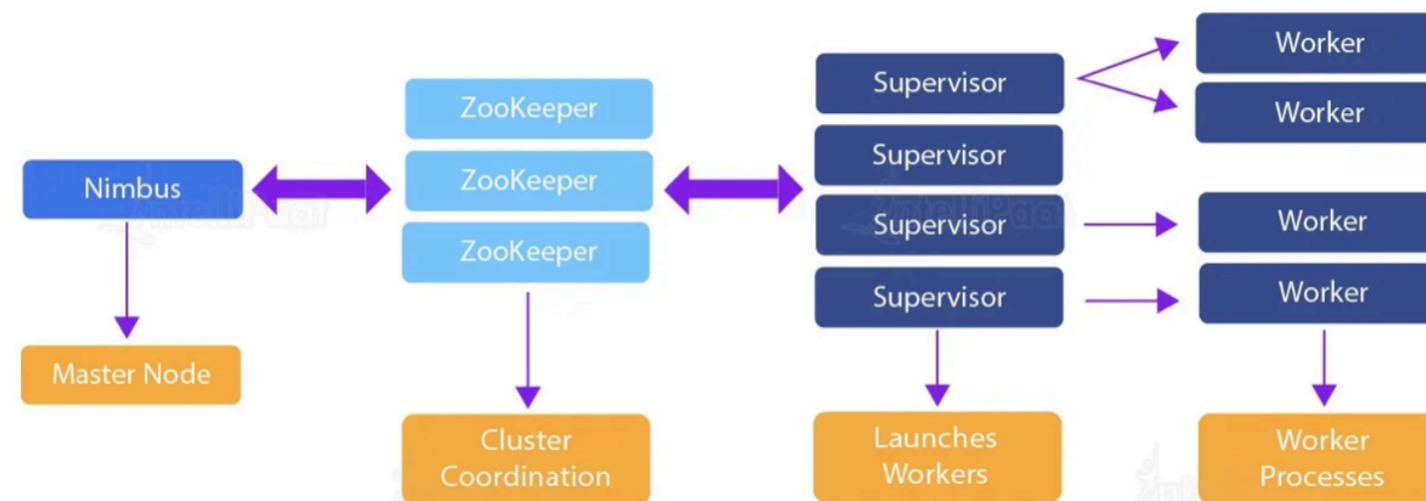 Nimbus
Master Node
ZooKeeper
ZooKeeper
ZooKeeper
Cluster
Coordination
Supervisor
Supervisor
Supervisor
Supervisor
Launches
Workers
Worker
Worker
Worker
Worker
Worker
Processes